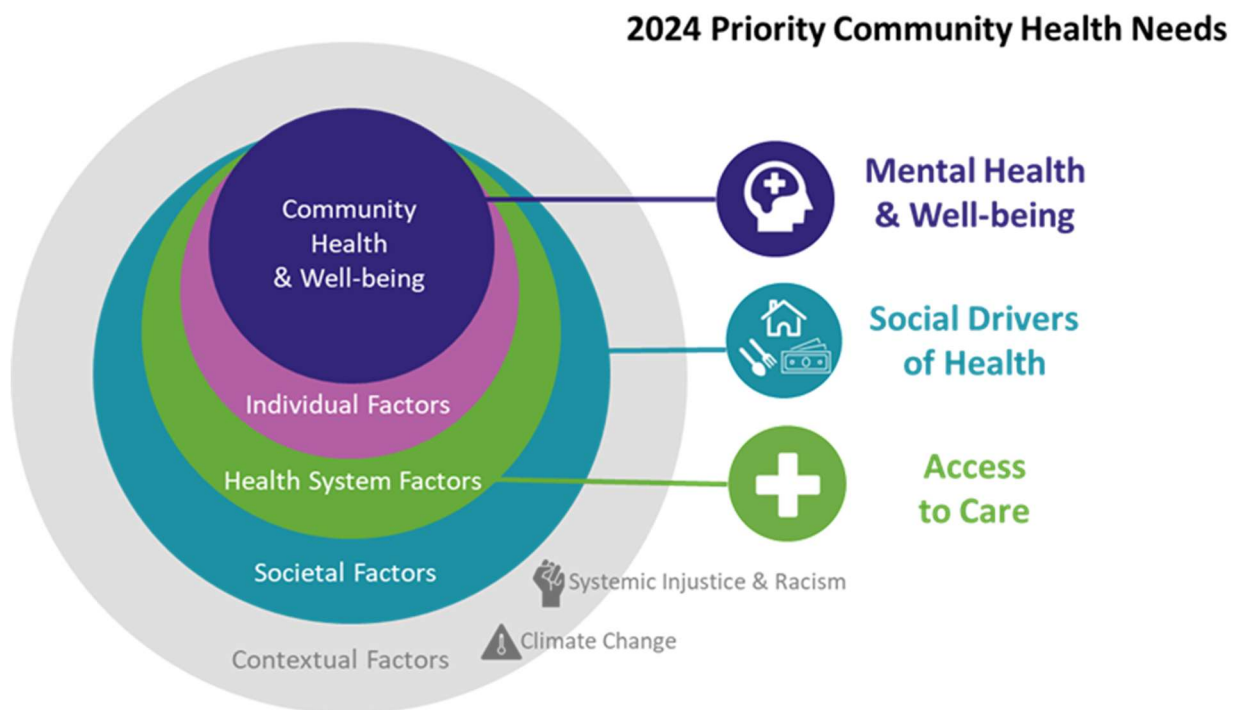 2024 Priority Community Health Needs
Community
Health
& Well-being
Individual Factors
Health System Factors
Societal Factors
Contextual Factors
Systemic Injustice & Racism
Climate Change
Mental Health
& Well-being
Social Drivers
of Health
Access
to Care